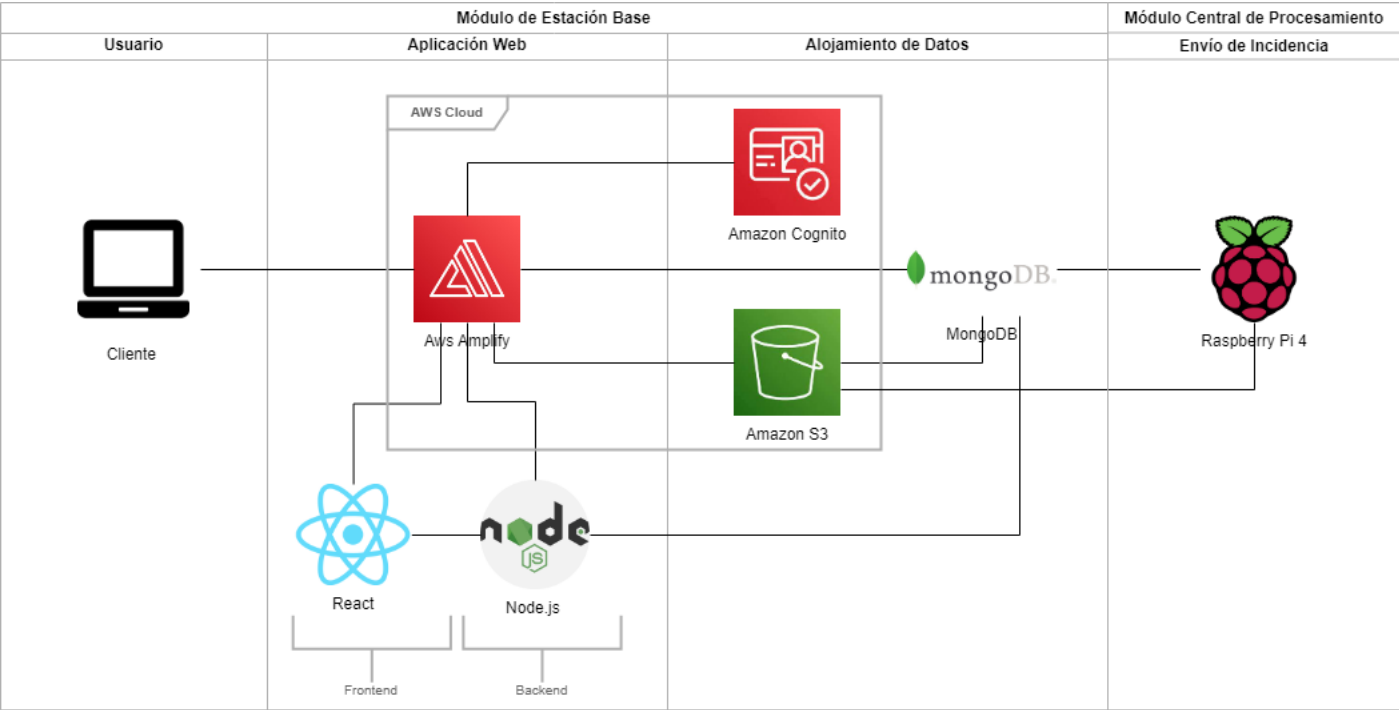 Módulo de Estación Base
Módulo Central de Procesamiento
Usuario
Aplicación Web
Alojamiento de Datos
Envío de Incidencia
AWS Cloud
Amazon Cognito
mongoDB.
Cliente
Aws Amplify
MongoDB
Raspberry Pi 4
Amazon S3
node
JS
React
Node.js
Frontend
Backend